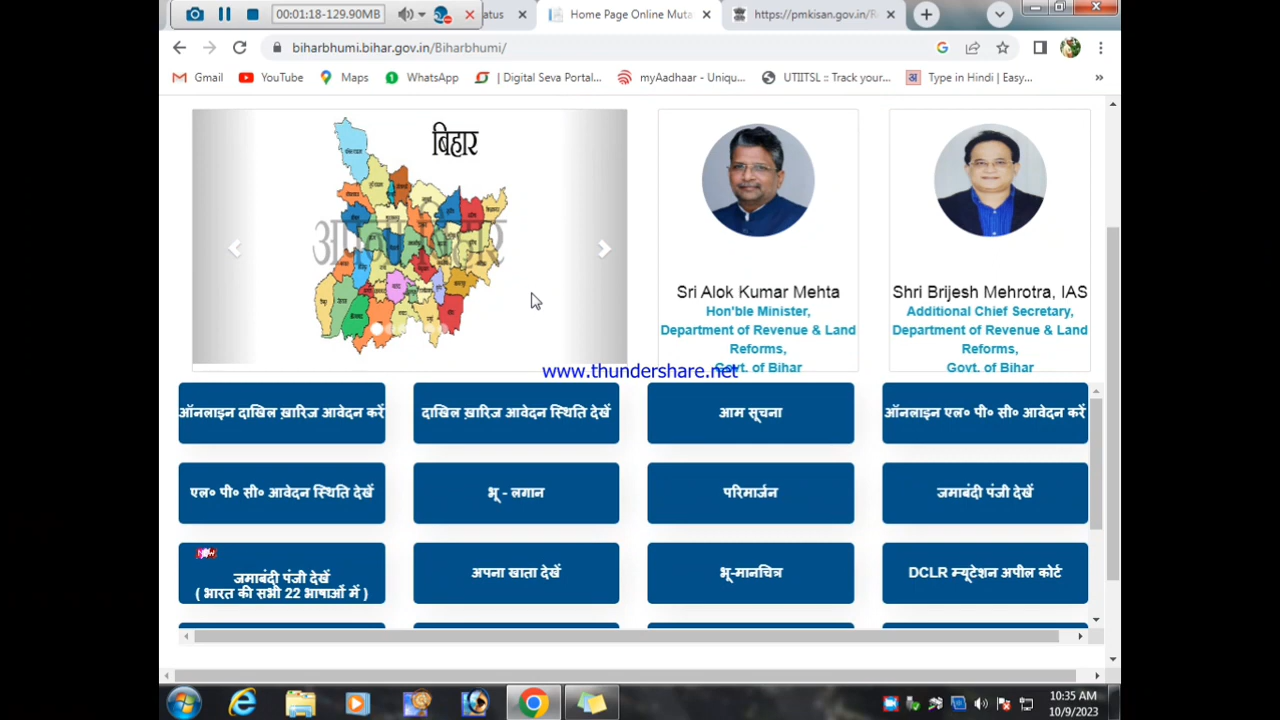 00:01:18-129.90MB
atus
Home Page Online Muta
https://pmkisan.gov.in/R
biharbhumi.bihar.gov.in/Biharbhumi/
Gmail
YouTube
Maps
WhatsApp
| Digital Seva Portal...
myAadhaar - Uniqu...
UTIITSL :: Track your...
Type in Hindi | Easy...
बिहार
Sri Alok Kumar Mehta
Hon'ble Minister,
Department of Revenue & Land
Reforms,
Govt. of Bihar
Shri Brijesh Mehrotra, IAS
Additional Chief Secretary,
Department of Revenue & Land
Reforms,
Govt. of Bihar
www.thundershare.net
ऑनलाइन दाखिल ख़ारिज आवेदन करें
दाखिल ख़ारिज आवेदन स्थिति देखें
आम सूचना
ऑनलाइन एल० पी० सी० आवेदन करें
एल० पी० सी० आवेदन स्थिति देखें
भू - लगान
परिमार्जन
जमाबंदी पंजी देखें
जमाबंदी पंजी देखें
( भारत की सभी 22 भाषाओं में )
अपना खाता देखें
भू-मानचित्र
DCLR म्यूटेशन अपील कोर्ट
10:35 AM
10/9/2023